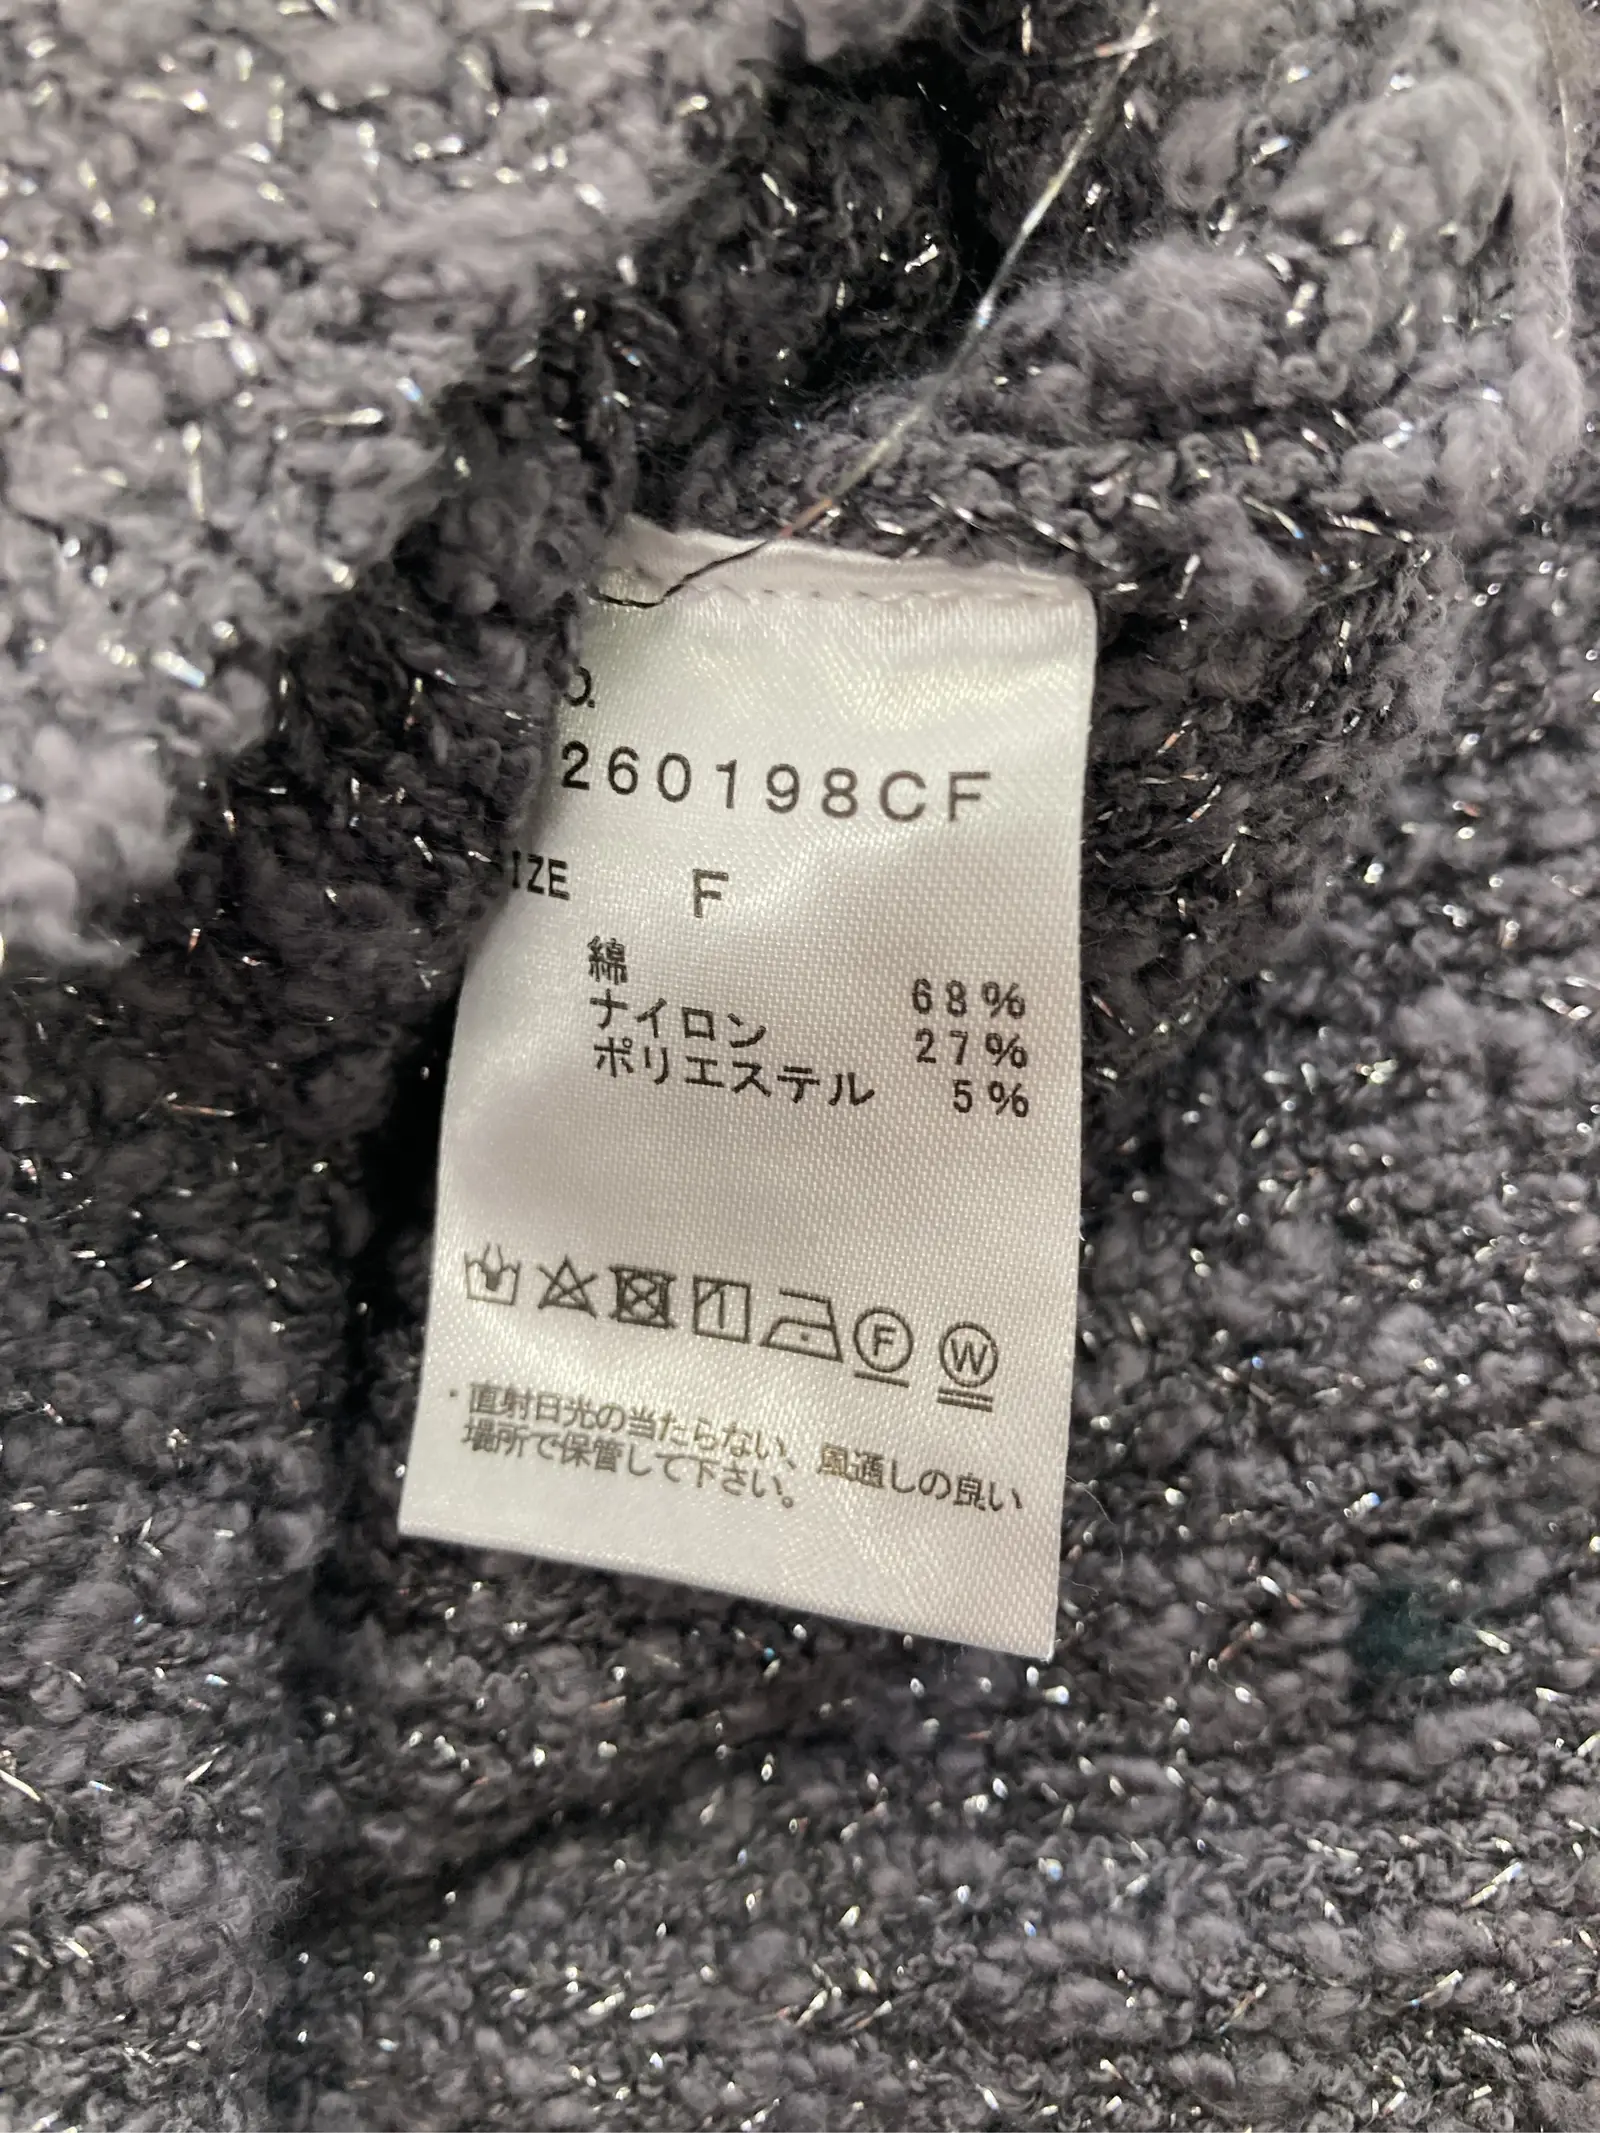 o.
260198CF
IZE F
綿 68%
ナイロン 27%
ポリエステル 5%
F W
・直射日光の当たらない、風通しの良い
場所で保管して下さい。